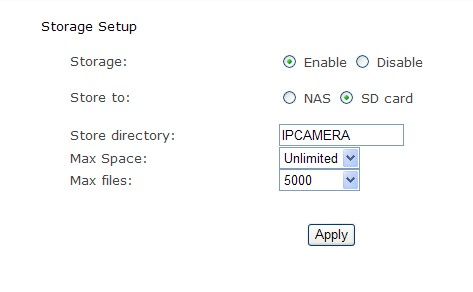 Storage Setup
Storage: Enable Disable
Store to: NAS SD card
Store directory: IPCAMERA
Max Space: Unlimited
Max files: 5000
Apply